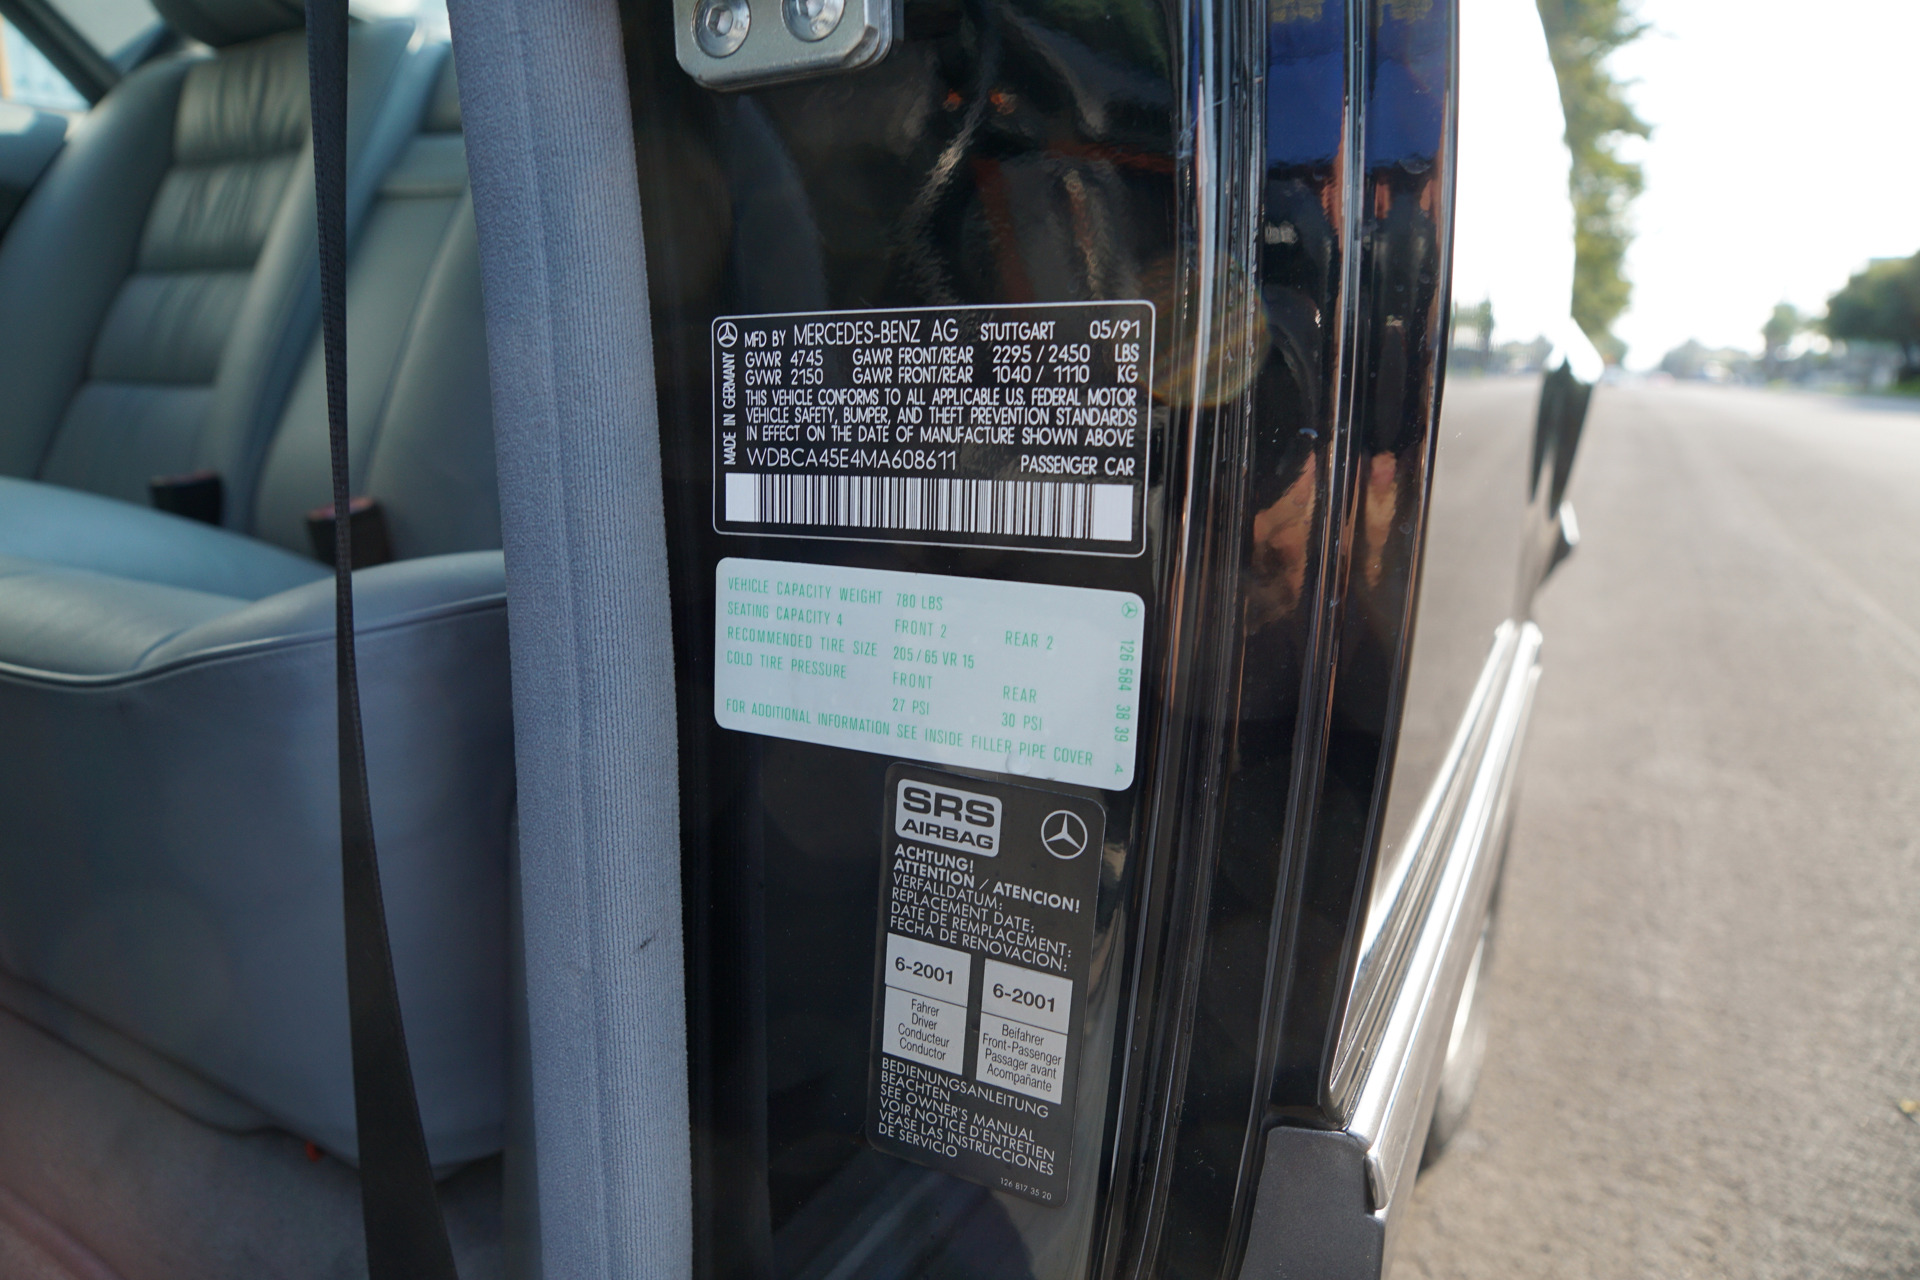 MFD BY MERCEDES-BENZ AG STUTTGART 05/91
GVWR 4745 GAWR FRONT/REAR 2295 / 2450 LBS
GVWR 2150 GAWR FRONT/REAR 1040 / 1110 KG
THIS VEHICLE CONFORMS TO ALL APPLICABLE U.S. FEDERAL MOTOR
VEHICLE SAFETY, BUMPER, AND THEFT PREVENTION STANDARDS
IN EFFECT ON THE DATE OF MANUFACTURE SHOWN ABOVE
WDBCA45E4MA608611 PASSENGER CAR
MADE IN GERMANY
VEHICLE CAPACITY WEIGHT 780 LBS
SEATING CAPACITY 4 FRONT 2 REAR 2
RECOMMENDED TIRE SIZE 205 / 65 VR 15
COLD TIRE PRESSURE FRONT REAR
27 PSI 30 PSI
FOR ADDITIONAL INFORMATION SEE INSIDE FILLER PIPE COVER
126 584 38 39 A
SRS
AIRBAG
ACHTUNG!
ATTENTION / ATENCION!
VERFALLDATUM:
REPLACEMENT DATE:
DATE DE REMPLACEMENT:
FECHA DE RENOVACION:
6-2001
Fahrer
Driver
Conducteur
Conductor
6-2001
Beifahrer
Front-Passenger
Passager avant
Acompañante
BEDIENUNGSANLEITUNG
BEACHTEN
SEE OWNER'S MANUAL
VOIR NOTICE D'ENTRETIEN
VEASE LAS INSTRUCCIONES
DE SERVICIO
126 817 35 20